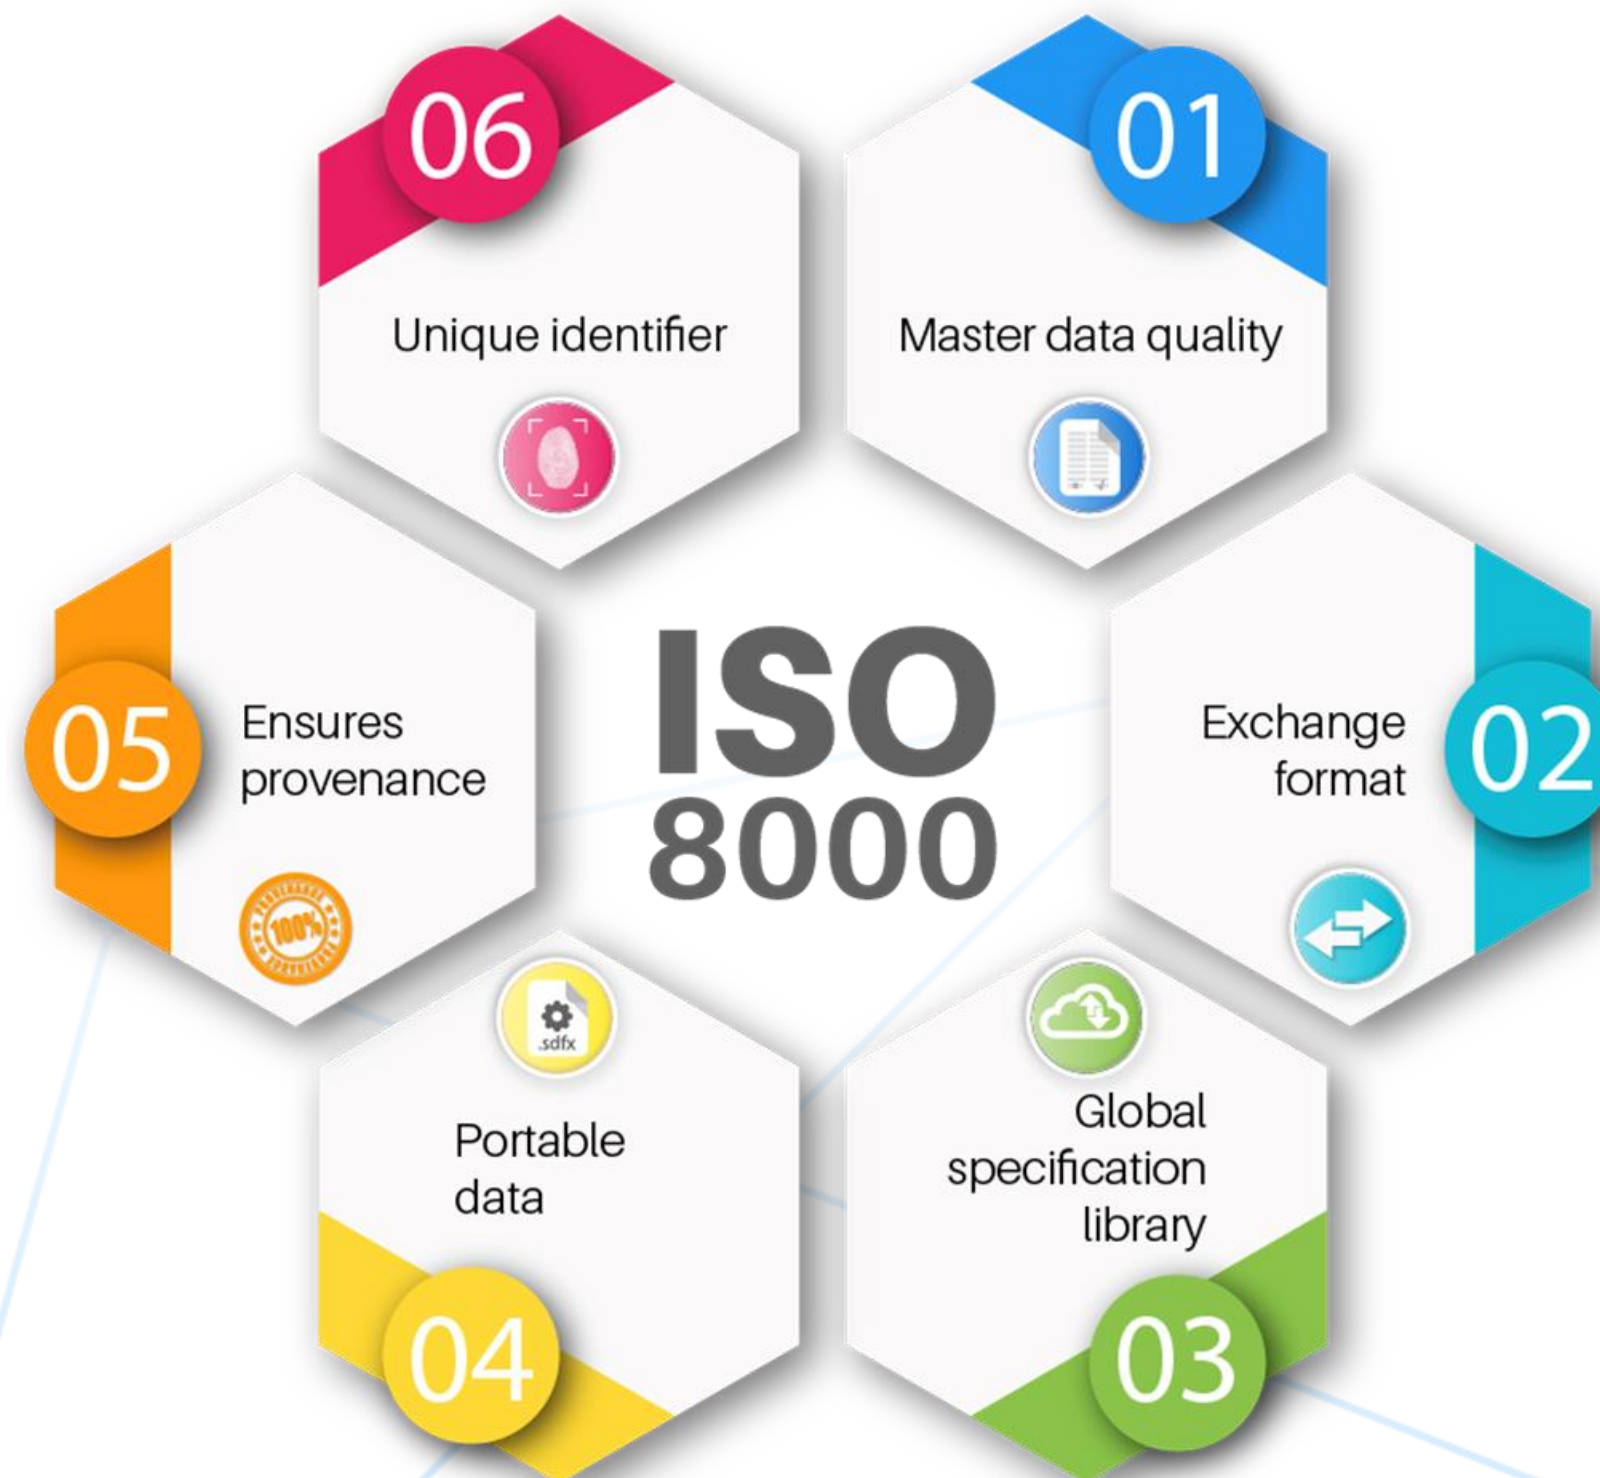 06
Unique identifier
01
Master data quality
05
Ensures
provenance
100%
ISO
8000
Exchange
format
02
.sdfx
Portable
data
04
Global
specification
library
03